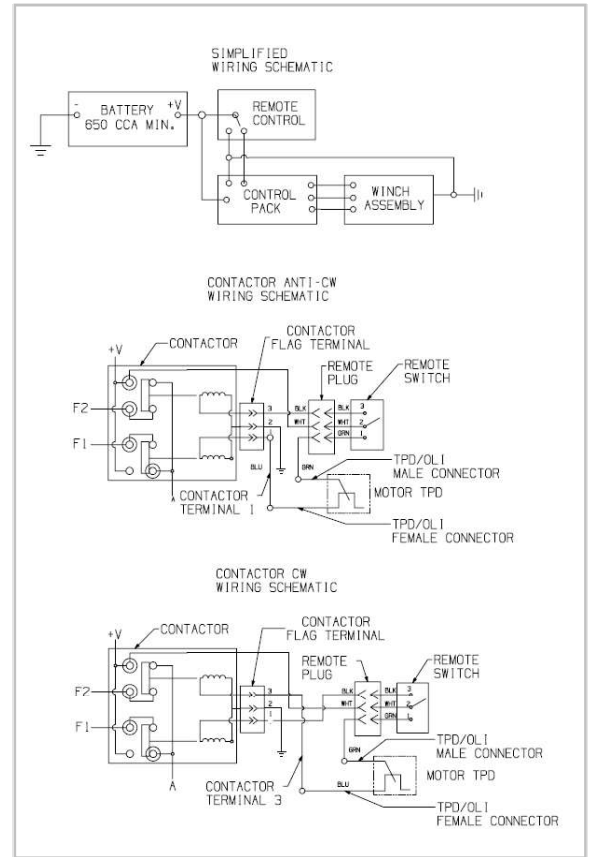 SIMPLIFIED
WIRING SCHEMATIC
- BATTERY +V
650 CCA MIN.
REMOTE
CONTROL
CONTROL
PACK
WINCH
ASSEMBLY
CONTACTOR ANTI-CW
WIRING SCHEMATIC
+V
CONTACTOR
CONTACTOR
FLAG TERMINAL
REMOTE
PLUG
REMOTE
SWITCH
F2
F1
3
2
1
BLK
WHT
BLK
WHT
GRN
3
2
1
BLU
GRN
A
CONTACTOR
TERMINAL 1
TPD/OLI
MALE CONNECTOR
MOTOR TPD
TPD/OLI
FEMALE CONNECTOR
CONTACTOR CW
WIRING SCHEMATIC
+V
CONTACTOR
CONTACTOR
FLAG TERMINAL
REMOTE
PLUG
REMOTE
SWITCH
F2
F1
3
2
1
BLK
WHT
BLK
WHT
GRN
3
2
1
GRN
A
CONTACTOR
TERMINAL 3
BLU
TPD/OLI
MALE CONNECTOR
MOTOR TPD
TPD/OLI
FEMALE CONNECTOR